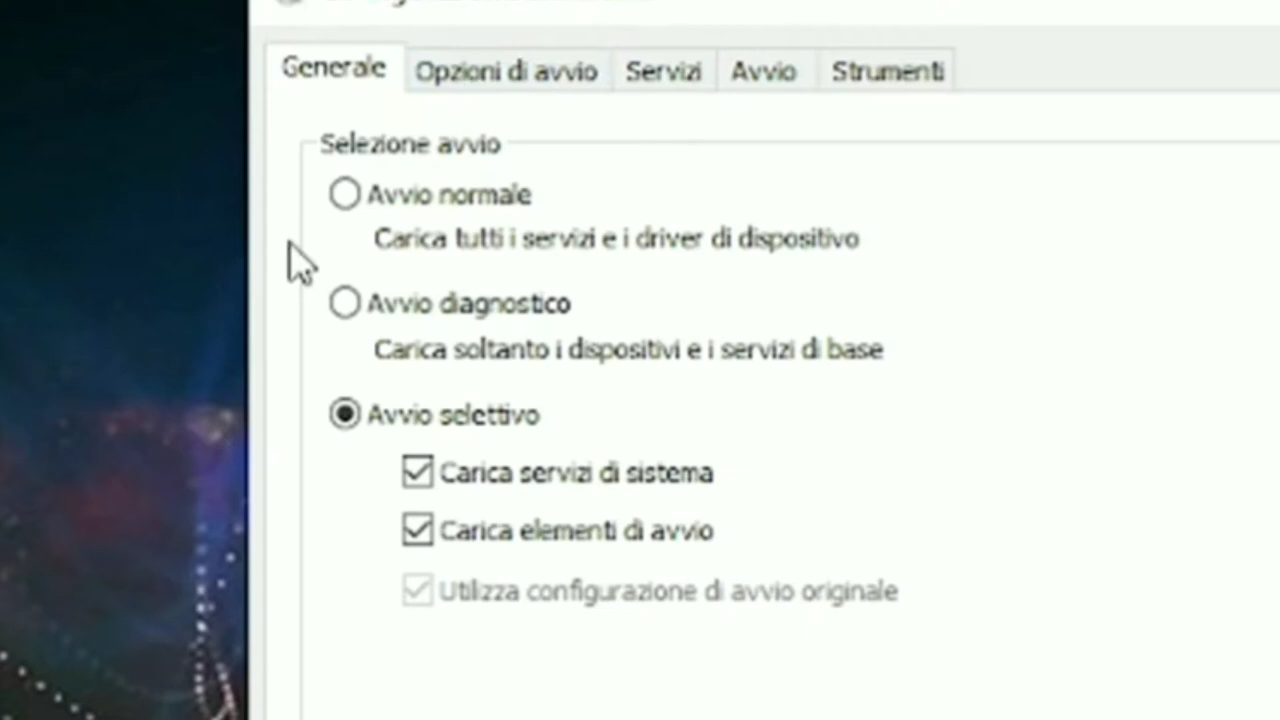 Generale
Opzioni di avvio
Servizi
Avvio
Strumenti
Selezione avvio
Avvio normale
Carica tutti i servizi e i driver di dispositivo
Avvio diagnostico
Carica soltanto i dispositivi e i servizi di base
Avvio selettivo
Carica servizi di sistema
Carica elementi di avvio
Utilizza configurazione di avvio originale